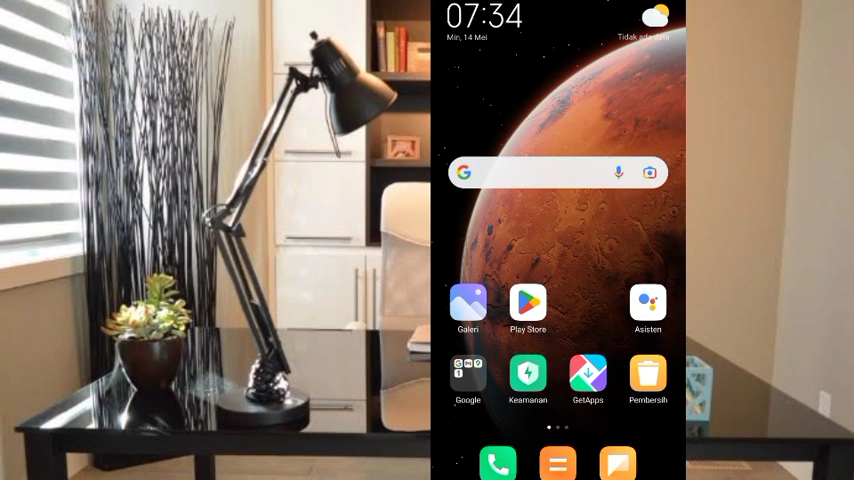 07:34
Min, 14 Mei
Tidak ada data
Galeri
Play Store
Asisten
Google
Keamanan
GetApps
Pembersih